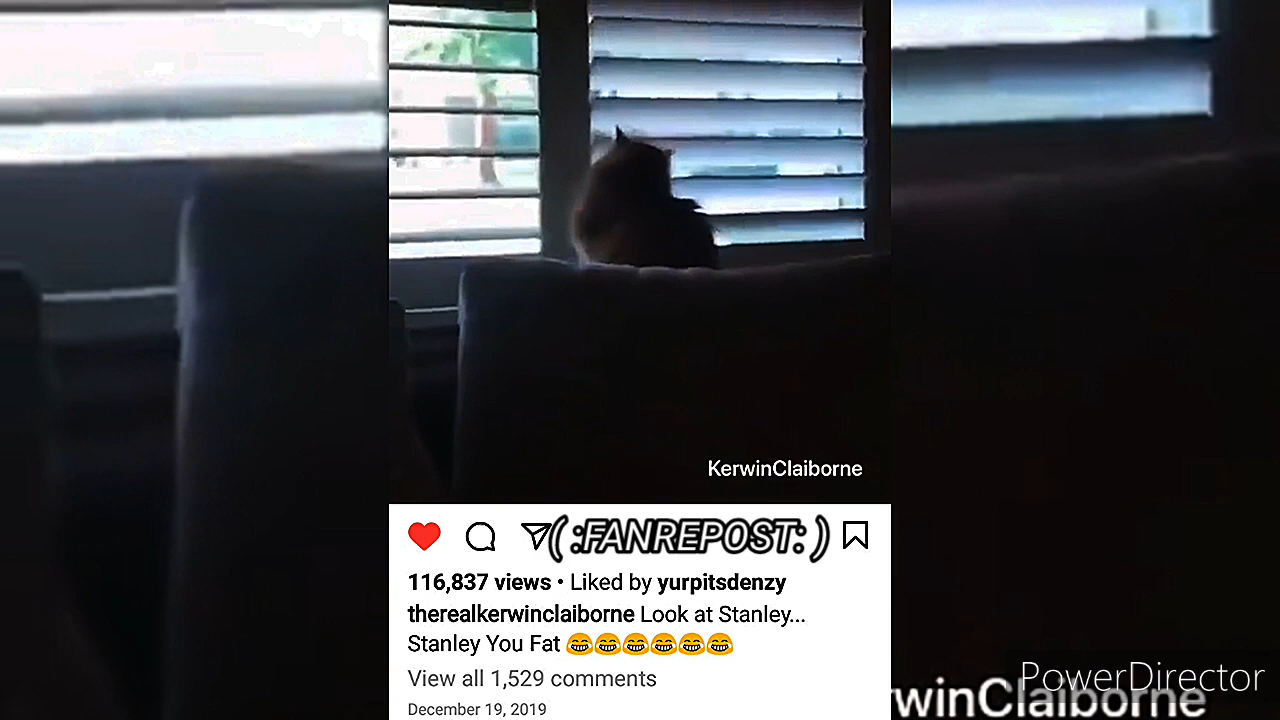 KerwinClaiborne
(:FANREPOST:)
116,837 views • Liked by yurpitsdenzy
therealkerwinclaiborne Look at Stanley...
Stanley You Fat 😂😂😂😂😂😂
View all 1,529 comments
December 19, 2019
PowerDirector
rwinClaiborne